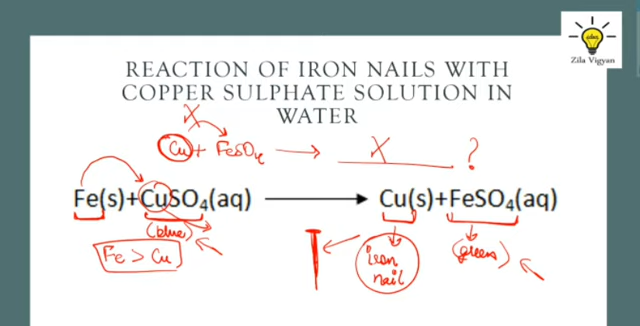 Zila Vigyan
REACTION OF IRON NAILS WITH
COPPER SULPHATE SOLUTION IN
WATER
X
Cu + FeSO₄ → X ?
Fe(s)+CuSO₄(aq) → Cu(s)+FeSO₄(aq)
(blue)
(green)
Fe > Cu
iron
nail